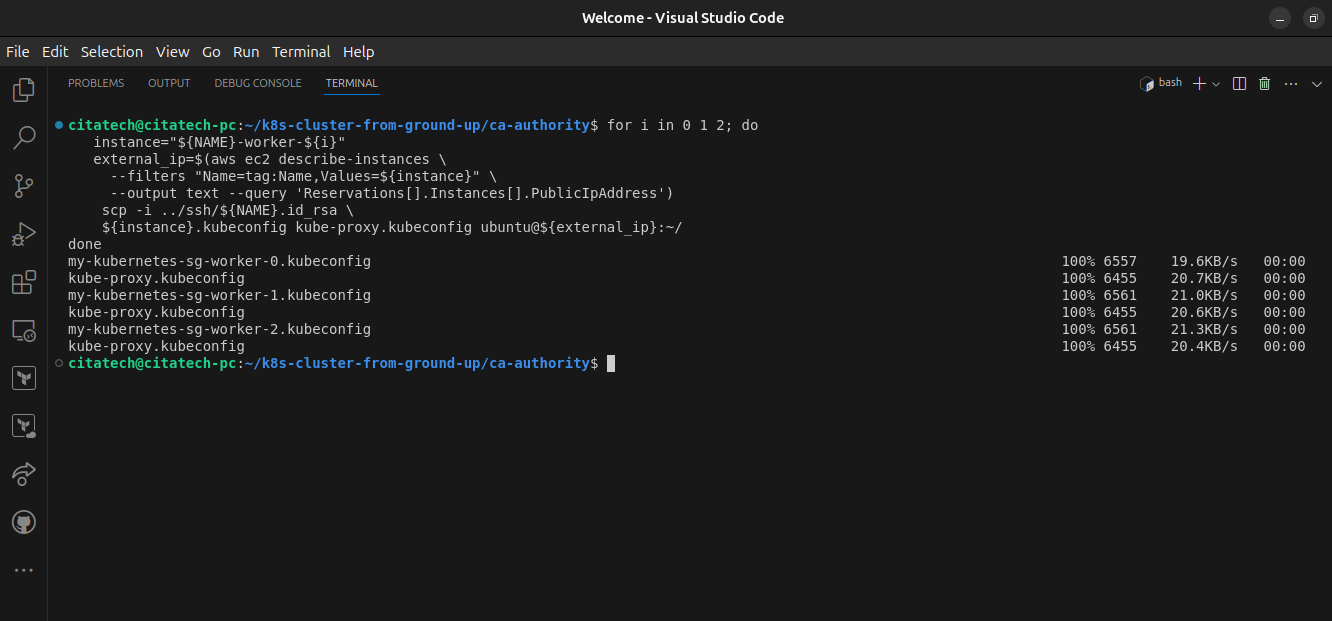 Welcome - Visual Studio Code
File Edit Selection View Go Run Terminal Help
PROBLEMS OUTPUT DEBUG CONSOLE TERMINAL bash
citatech@citatech-pc:~/k8s-cluster-from-ground-up/ca-authority$ for i in 0 1 2; do
instance="${NAME}-worker-${i}"
external_ip=$(aws ec2 describe-instances \
--filters "Name=tag:Name,Values=${instance}" \
--output text --query 'Reservations[].Instances[].PublicIpAddress')
scp -i ../ssh/${NAME}.id_rsa \
${instance}.kubeconfig kube-proxy.kubeconfig ubuntu@${external_ip}:~/
done
my-kubernetes-sg-worker-0.kubeconfig 100% 6557 19.6KB/s 00:00
kube-proxy.kubeconfig 100% 6455 20.7KB/s 00:00
my-kubernetes-sg-worker-1.kubeconfig 100% 6561 21.0KB/s 00:00
kube-proxy.kubeconfig 100% 6455 20.6KB/s 00:00
my-kubernetes-sg-worker-2.kubeconfig 100% 6561 21.3KB/s 00:00
kube-proxy.kubeconfig 100% 6455 20.4KB/s 00:00
citatech@citatech-pc:~/k8s-cluster-from-ground-up/ca-authority$